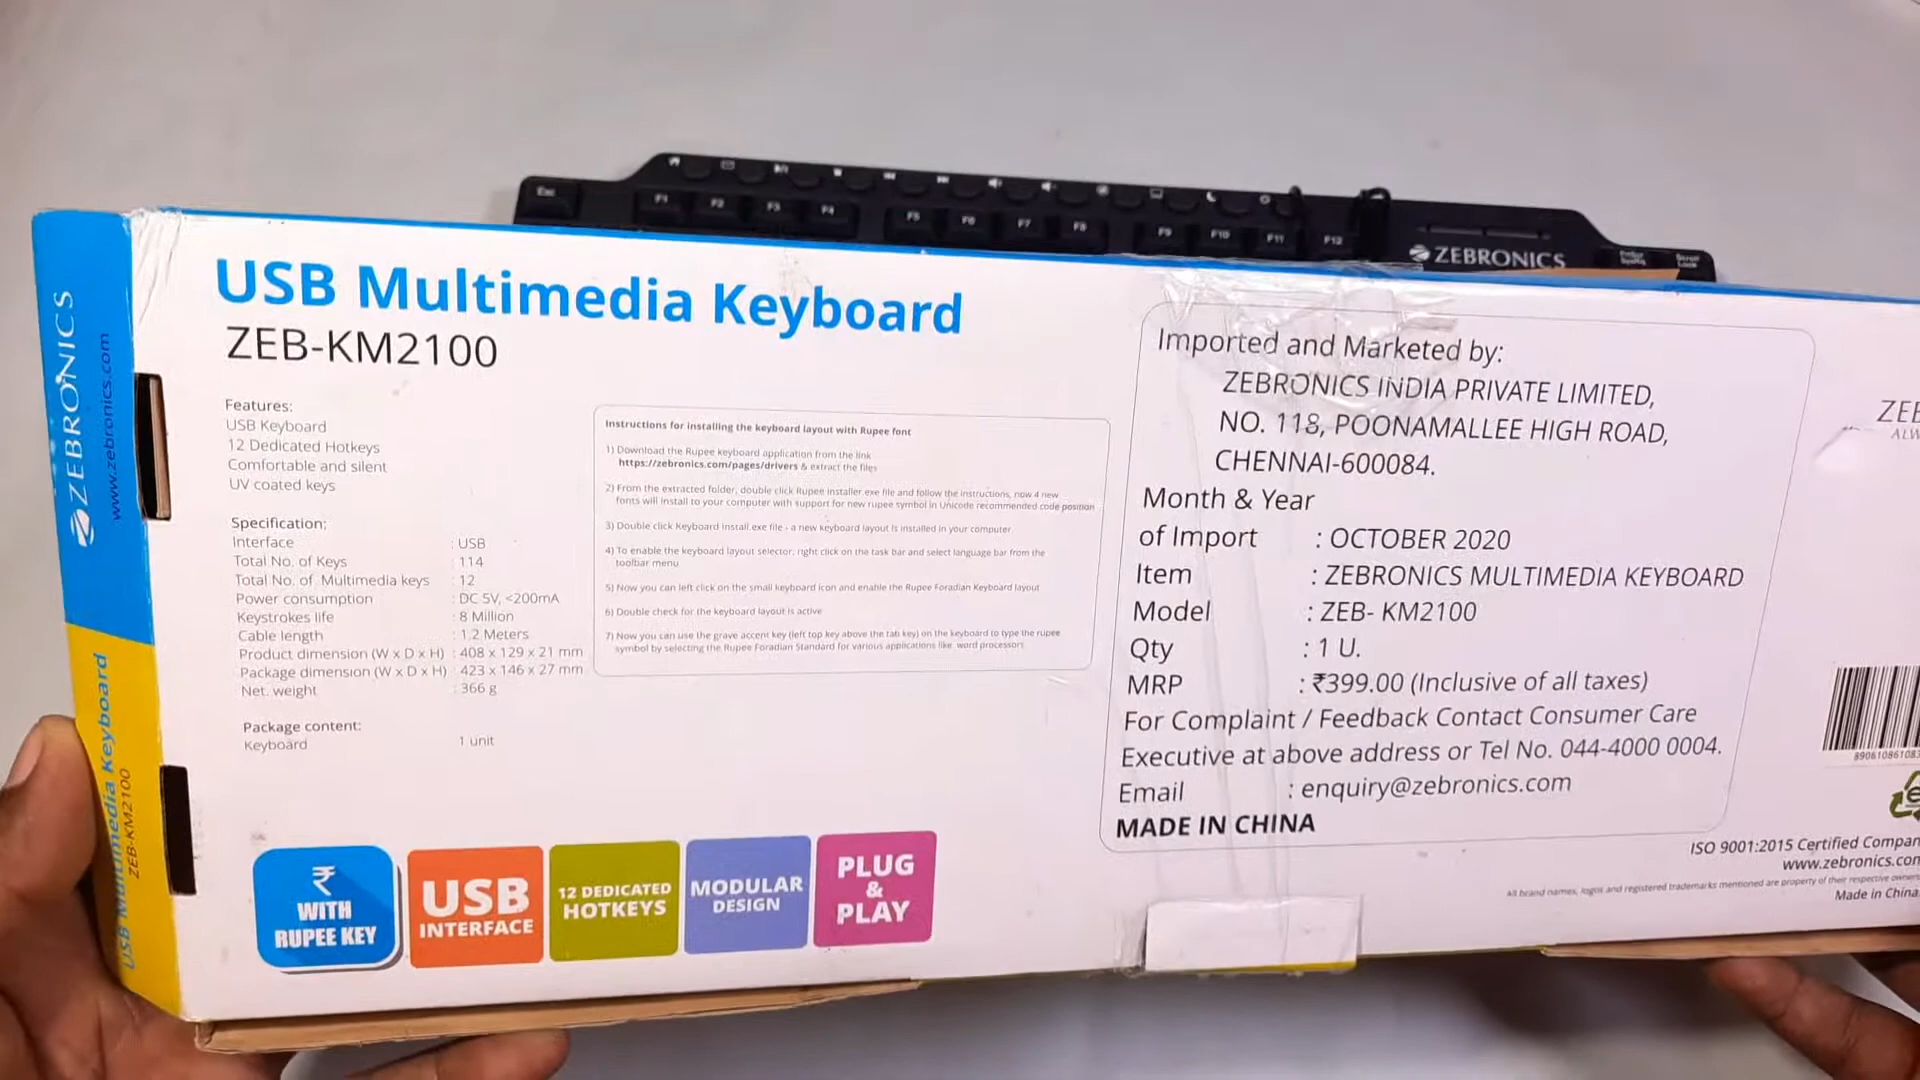 Esc
F1 F2 F3 F4 F5 F6 F7 F8 F9 F10 F11 F12
ZEBRONICS
Scroll
Lock
ZEBRONICS
www.zebronics.com
USB Multimedia Keyboard
ZEB-KM2100
USB Multimedia Keyboard
ZEB-KM2100
Features:
USB Keyboard
12 Dedicated Hotkeys
Comfortable and silent
UV coated keys
Specification:
Interface : USB
Total No. of Keys : 114
Total No. of Multimedia keys : 12
Power consumption : DC 5V, <200mA
Keystrokes life : 8 Million
Cable length : 1.2 Meters
Product dimension (W x D x H) : 408 x 129 x 21 mm
Package dimension (W x D x H) : 423 x 146 x 27 mm
Net. weight : 366 g
Package content:
Keyboard 1 unit
Instructions for installing the keyboard layout with Rupee font
1) Download the Rupee keyboard application from the link
https://zebronics.com/pages/drivers & extract the files
2) From the extracted folder, double click Rupee Installer.exe file and follow the instructions, now 4 new
fonts will install to your computer with support for new rupee symbol in Unicode recommended code position
3) Double click Keyboard Install.exe file - a new keyboard layout is installed in your computer
4) To enable the keyboard layout selector, right click on the task bar and select language bar from the
toolbar menu
5) Now you can left click on the small keyboard icon and enable the Rupee Foradian Keyboard layout
6) Double check for the keyboard layout is active
7) Now you can use the grave accent key (left top key above the tab key) on the keyboard to type the rupee
symbol by selecting the Rupee Foradian Standard for various applications like word processors
Imported and Marketed by:
ZEBRONICS INDIA PRIVATE LIMITED,
NO. 118, POONAMALLEE HIGH ROAD,
CHENNAI-600084.
Month & Year
of Import : OCTOBER 2020
Item : ZEBRONICS MULTIMEDIA KEYBOARD
Model : ZEB- KM2100
Qty : 1 U.
MRP : ₹399.00 (Inclusive of all taxes)
For Complaint / Feedback Contact Consumer Care
Executive at above address or Tel No. 044-4000 0004.
Email : enquiry@zebronics.com
MADE IN CHINA
₹
WITH
RUPEE KEY
USB
INTERFACE
12 DEDICATED
HOTKEYS
MODULAR
DESIGN
PLUG
&
PLAY
ZEB
ALW
ISO 9001:2015 Certified Compan
www.zebronics.com
All brand names, logos and registered trademarks mentioned are property of their respective owners
Made in China